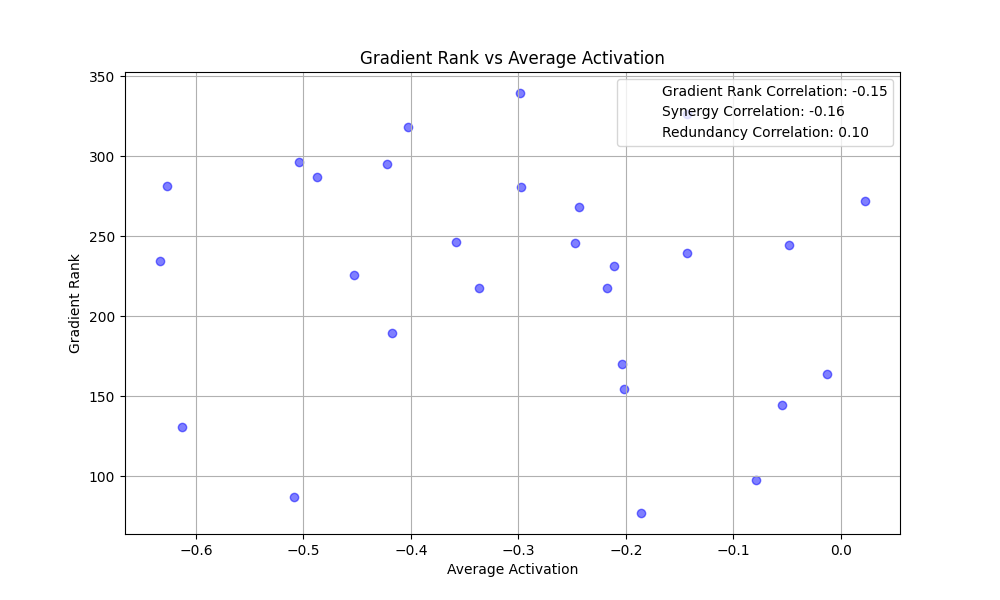 Gradient Rank vs Average Activation
Gradient Rank Correlation: -0.15
Synergy Correlation: -0.16
Redundancy Correlation: 0.10
Gradient Rank
350
300
250
200
150
100
−0.6 −0.5 −0.4 −0.3 −0.2 −0.1 0.0
Average Activation